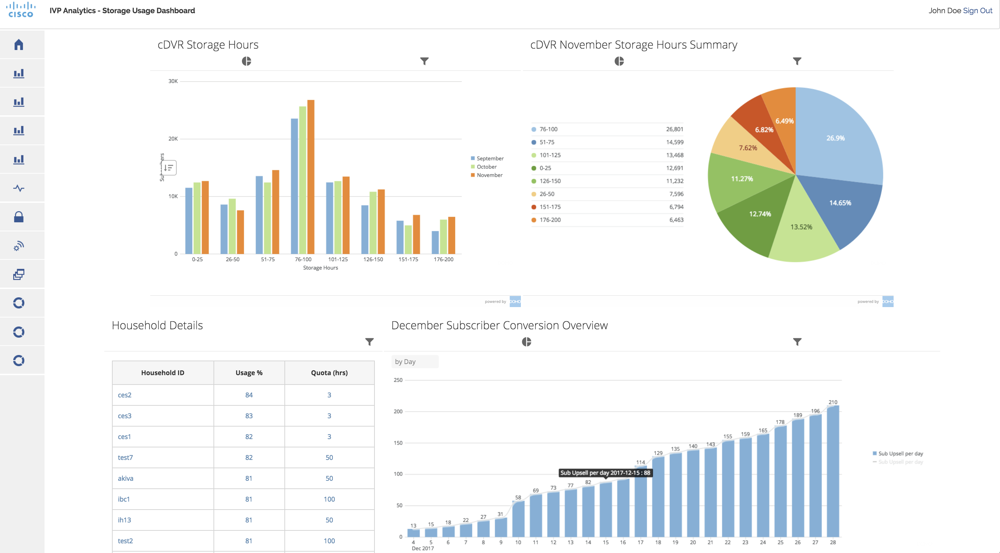 CISCO
IVP Analytics - Storage Usage Dashboard
John Doe Sign Out
cDVR Storage Hours
30K
20K
10K
0
0-25 26-50 51-75 76-100 101-125 126-150 151-175 176-200
Storage Hours
September
October
November
powered by DOMO
cDVR November Storage Hours Summary
76-100 26,801
51-75 14,599
101-125 13,468
0-25 12,691
126-150 11,232
26-50 7,596
151-175 6,794
176-200 6,463
26.9%
14.65%
13.52%
12.74%
11.27%
7.62%
6.82%
6.49%
powered by DOMO
Household Details
Household ID Usage % Quota (hrs)
ces2 84 3
ces3 83 3
ces1 82 3
test7 82 50
akiva 81 50
ibc1 81 100
ih13 81 50
test2 81 100
December Subscriber Conversion Overview
by Day
250
200
150
100
50
0
13 15 18 22 27 31 58 69 73 77 82 114 129 135 140 143 155 159 165 178 189 196 210
Sub Upsell per day 2017-12-15 : 88
4 5 6 7 8 9 10 11 12 13 14 15 16 17 18 19 20 21 22 23 24 25 26 27 28
Dec 2017
Sub Upsell per day
Sub Upsell per day